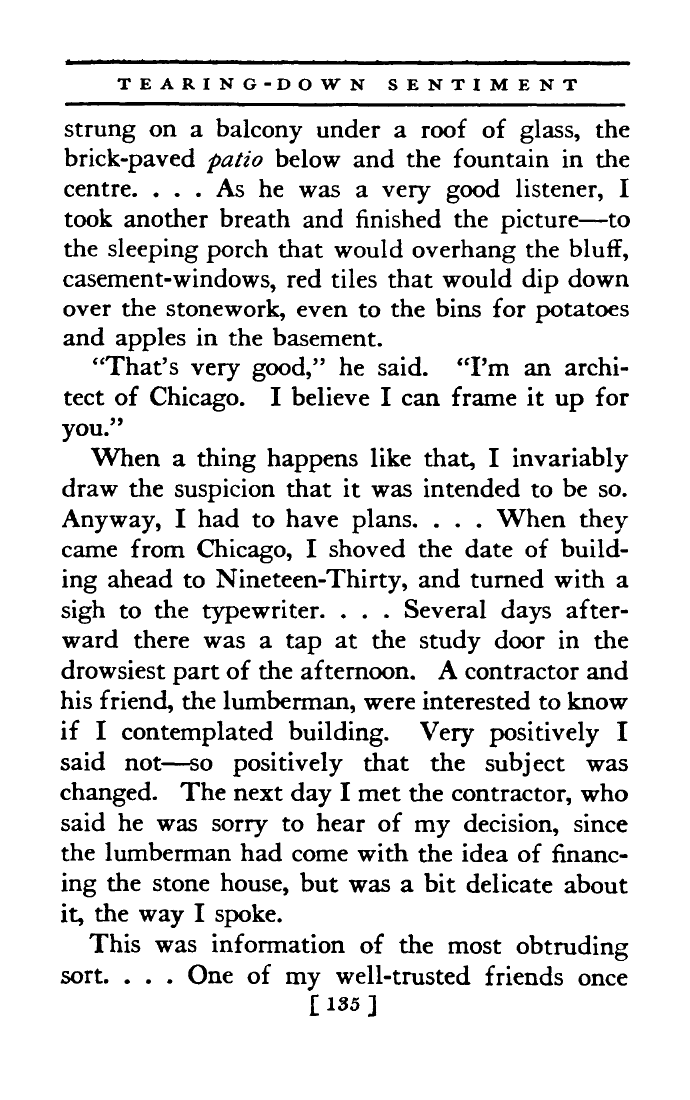 TEARING-DOWN SENTIMENT
strung on a balcony under a roof of glass, the
brick-paved patio below and the fountain in the
centre. . . . As he was a very good listener, I
took another breath and finished the picture—to
the sleeping porch that would overhang the bluff,
casement-windows, red tiles that would dip down
over the stonework, even to the bins for potatoes
and apples in the basement.
"That's very good," he said. "I'm an archi-
tect of Chicago. I believe I can frame it up for
you."
When a thing happens like that, I invariably
draw the suspicion that it was intended to be so.
Anyway, I had to have plans. . . . When they
came from Chicago, I shoved the date of build-
ing ahead to Nineteen-Thirty, and turned with a
sigh to the typewriter. . . . Several days after-
ward there was a tap at the study door in the
drowsiest part of the afternoon. A contractor and
his friend, the lumberman, were interested to know
if I contemplated building. Very positively I
said not—so positively that the subject was
changed. The next day I met the contractor, who
said he was sorry to hear of my decision, since
the lumberman had come with the idea of financ-
ing the stone house, but was a bit delicate about
it, the way I spoke.
This was information of the most obtruding
sort. . . . One of my well-trusted friends once
[ 135 ]